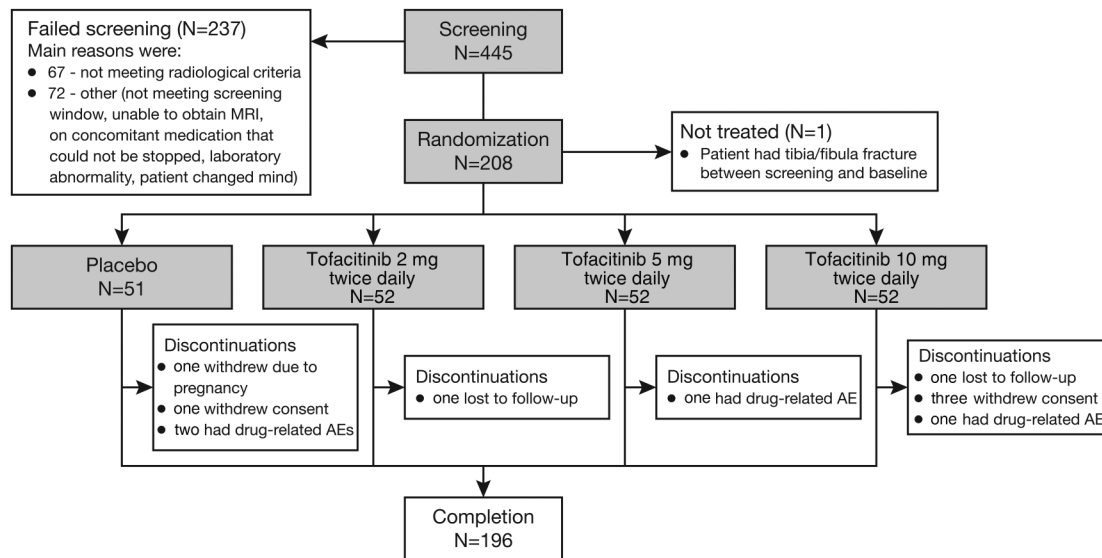 Failed screening (N=237)
Main reasons were:
● 67 - not meeting radiological criteria
● 72 - other (not meeting screening
window, unable to obtain MRI,
on concomitant medication that
could not be stopped, laboratory
abnormality, patient changed mind)
Screening
N=445
Randomization
N=208
Not treated (N=1)
● Patient had tibia/fibula fracture
between screening and baseline
Placebo
N=51
Tofacitinib 2 mg
twice daily
N=52
Tofacitinib 5 mg
twice daily
N=52
Tofacitinib 10 mg
twice daily
N=52
Discontinuations
● one withdrew due to
pregnancy
● one withdrew consent
● two had drug-related AEs
Discontinuations
● one lost to follow-up
Discontinuations
● one had drug-related AE
Discontinuations
● one lost to follow-up
● three withdrew consent
● one had drug-related AE
Completion
N=196